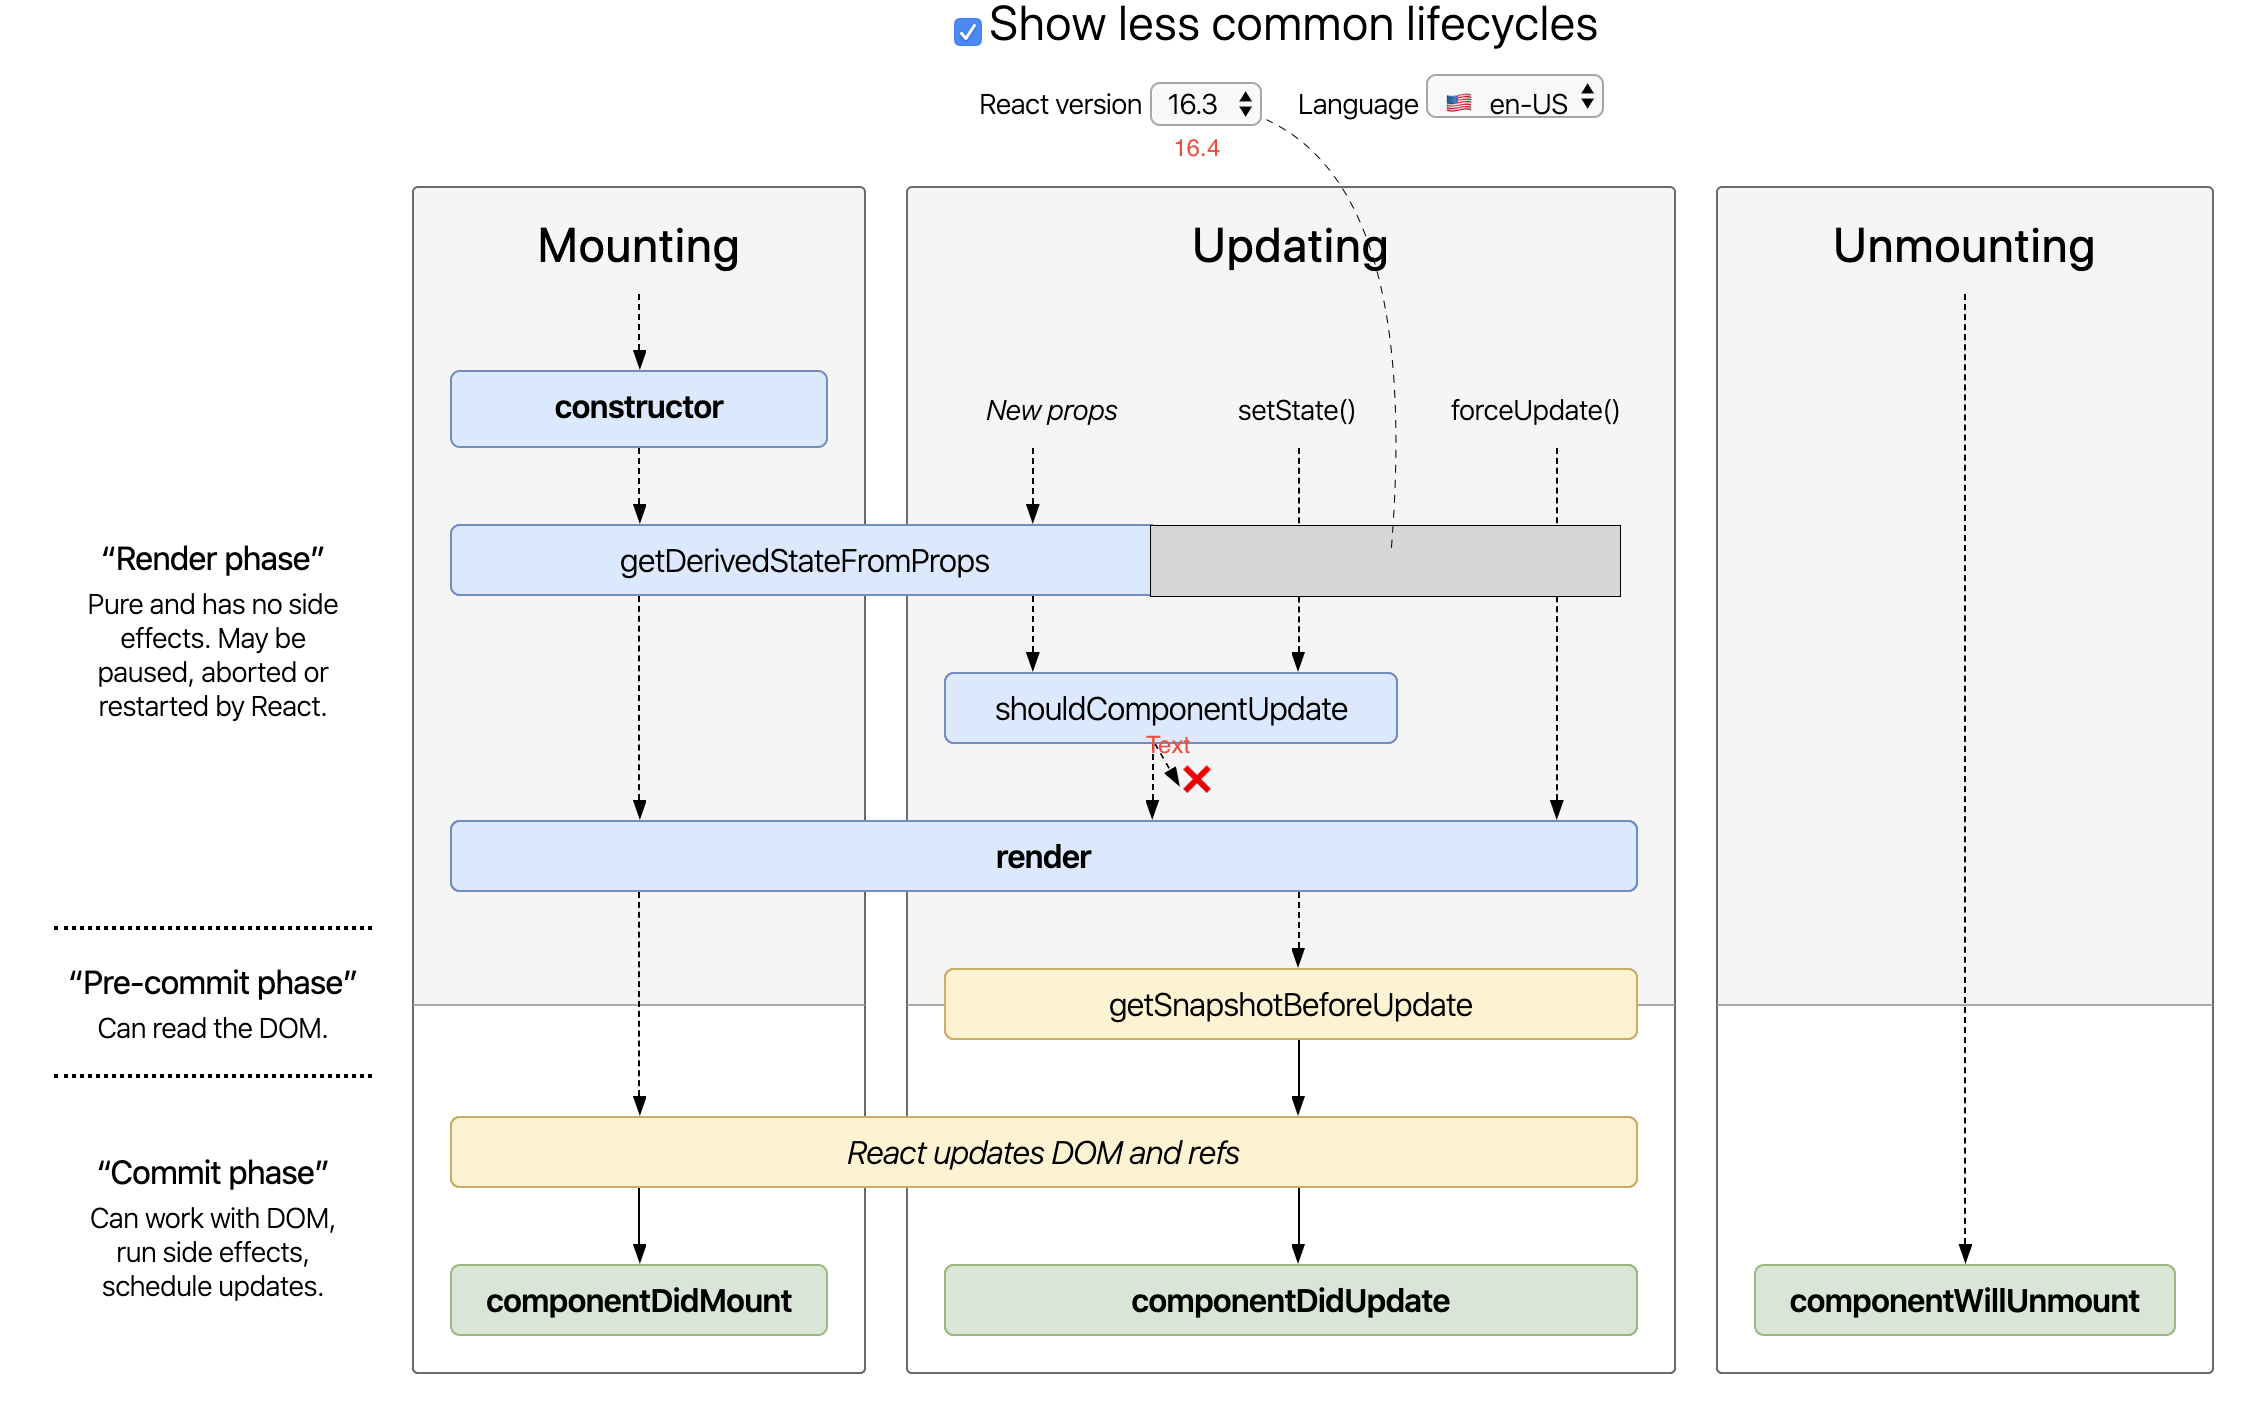 Show less common lifecycles
React version 16.3 Language 🇺🇸 en-US
16.4
Mounting
Updating
Unmounting
constructor
New props
setState()
forceUpdate()
“Render phase”
Pure and has no side
effects. May be
paused, aborted or
restarted by React.
getDerivedStateFromProps
shouldComponentUpdate
Text
render
“Pre-commit phase”
Can read the DOM.
getSnapshotBeforeUpdate
“Commit phase”
Can work with DOM,
run side effects,
schedule updates.
React updates DOM and refs
componentDidMount
componentDidUpdate
componentWillUnmount